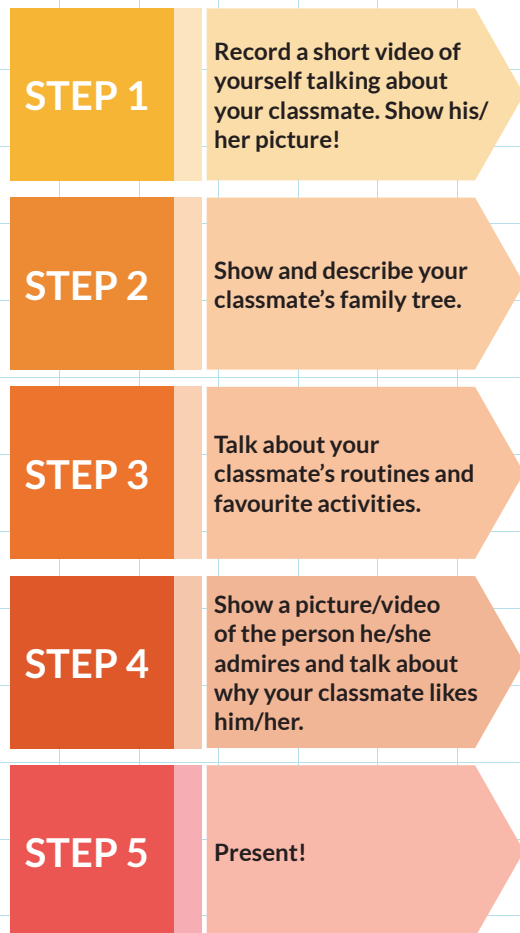 STEP 1
Record a short video of
yourself talking about
your classmate. Show his/
her picture!
STEP 2
Show and describe your
classmate's family tree.
STEP 3
Talk about your
classmate's routines and
favourite activities.
STEP 4
Show a picture/video
of the person he/she
admires and talk about
why your classmate likes
him/her.
STEP 5
Present!